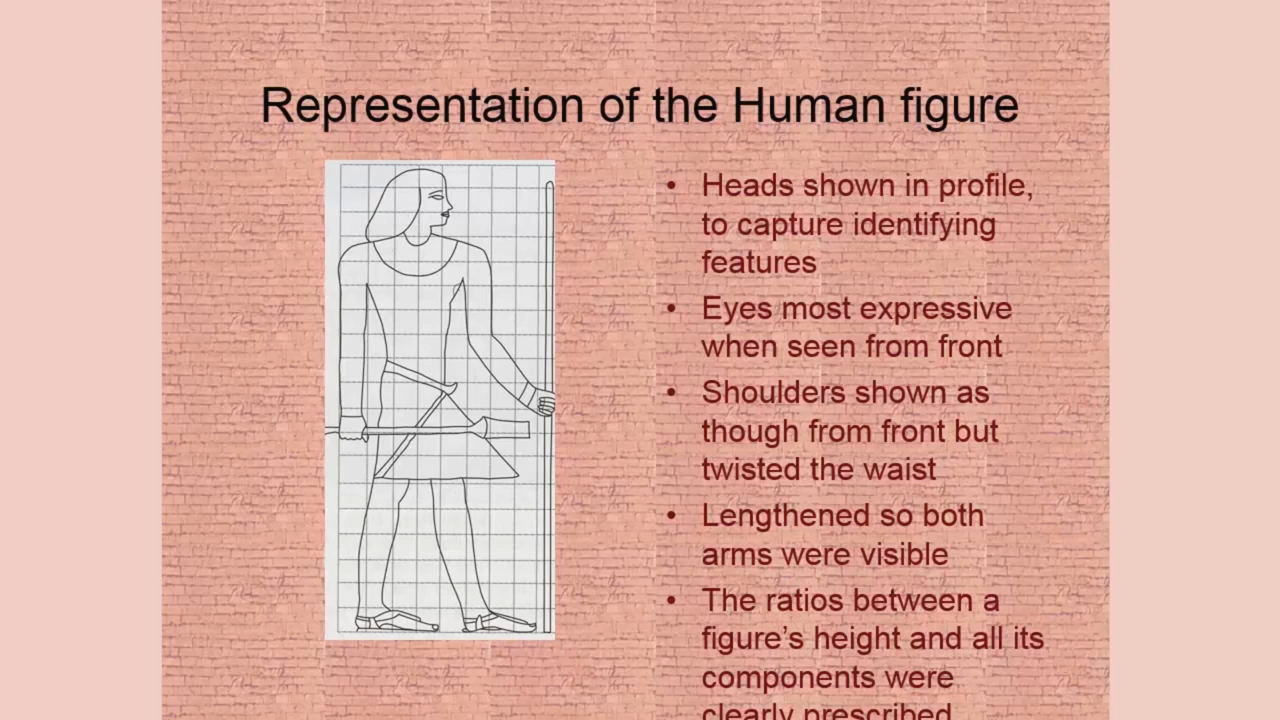 Representation of the Human figure
• Heads shown in profile,
to capture identifying
features
• Eyes most expressive
when seen from front
• Shoulders shown as
though from front but
twisted the waist
• Lengthened so both
arms were visible
• The ratios between a
figure’s height and all its
components were
clearly prescribed